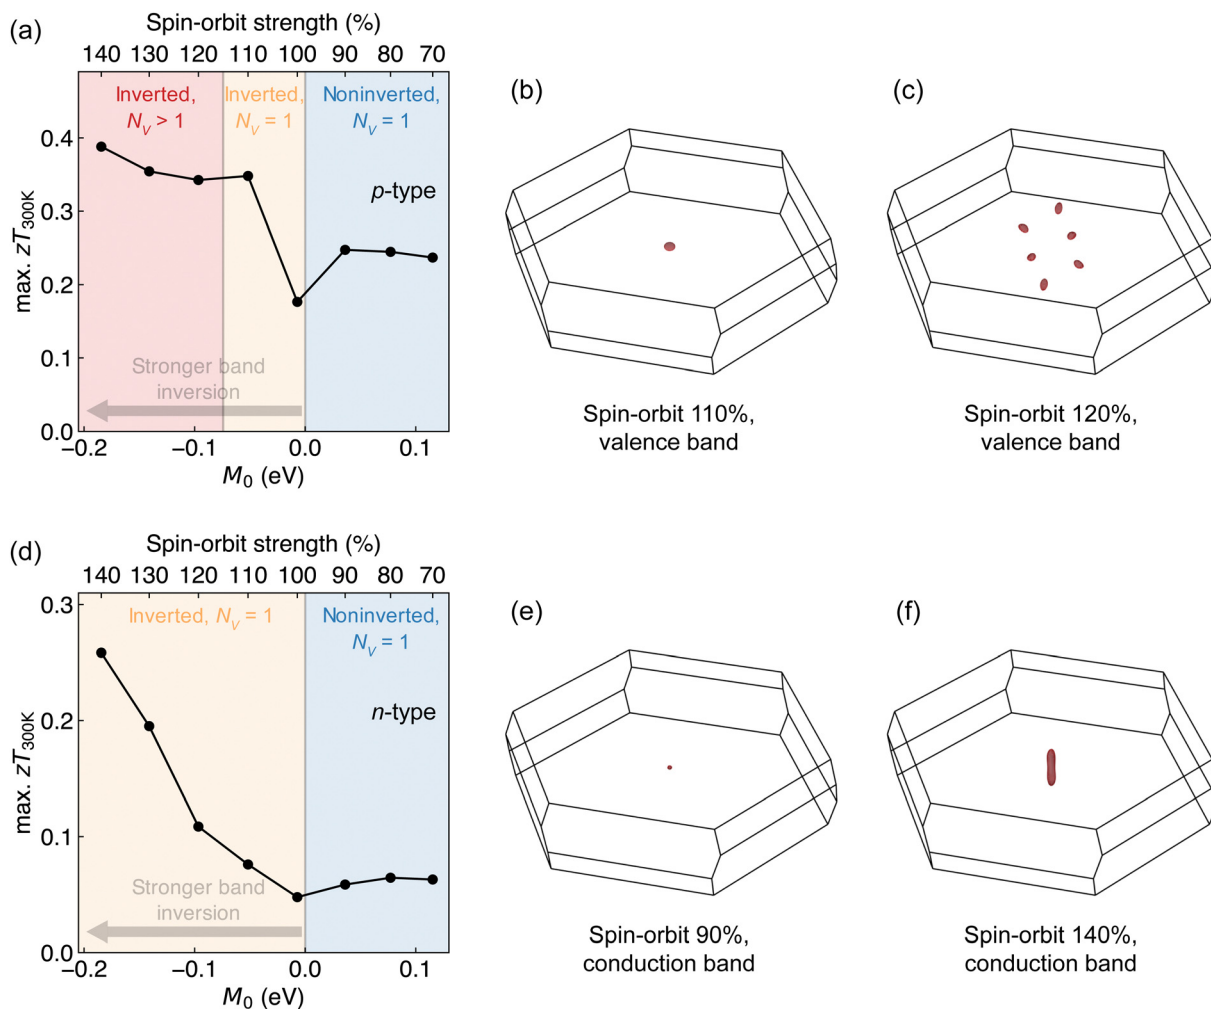 (a)
Spin-orbit strength (%)
140 130 120 110 100 90 80 70
Inverted,
N_V > 1
Inverted,
N_V = 1
Noninverted,
N_V = 1
p-type
Stronger band
inversion
max. zT_300K
0.4
0.3
0.2
0.1
0.0
−0.2 −0.1 0.0 0.1
M_0 (eV)
(b)
Spin-orbit 110%,
valence band
(c)
Spin-orbit 120%,
valence band
(d)
Spin-orbit strength (%)
140 130 120 110 100 90 80 70
Inverted, N_V = 1
Noninverted,
N_V = 1
n-type
Stronger band
inversion
max. zT_300K
0.3
0.2
0.1
0.0
−0.2 −0.1 0.0 0.1
M_0 (eV)
(e)
Spin-orbit 90%,
conduction band
(f)
Spin-orbit 140%,
conduction band